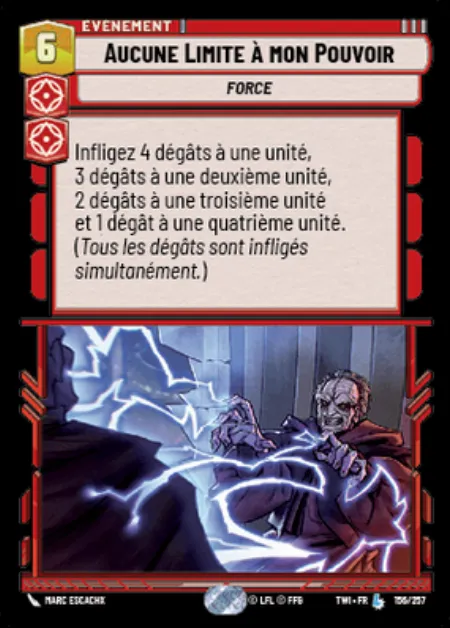 EVENEMENT
6
AUCUNE LIMITE À MON POUVOIR
FORCE
Infligez 4 dégâts à une unité,
3 dégâts à une deuxième unité,
2 dégâts à une troisième unité
et 1 dégât à une quatrième unité.
(Tous les dégâts sont infligés
simultanément.)
MARC ESCACHX
© LFL © FFG
TWI • FR L 156/257